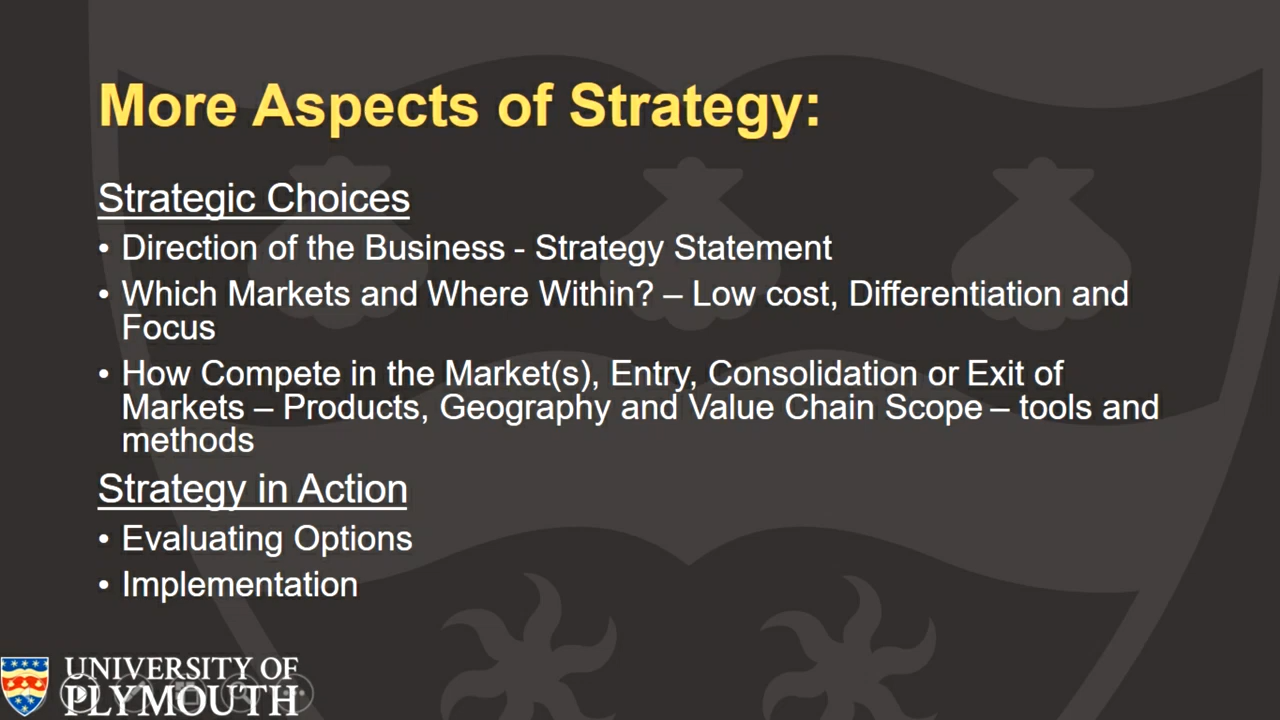 More Aspects of Strategy:
Strategic Choices
• Direction of the Business - Strategy Statement
• Which Markets and Where Within? – Low cost, Differentiation and
Focus
• How Compete in the Market(s), Entry, Consolidation or Exit of
Markets – Products, Geography and Value Chain Scope – tools and
methods
Strategy in Action
• Evaluating Options
• Implementation
UNIVERSITY OF
PLYMOUTH